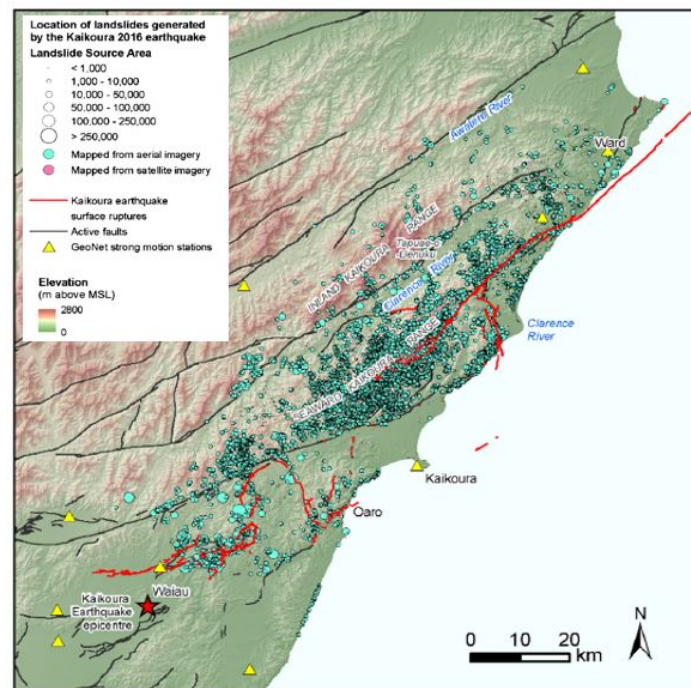 Location of landslides generated
by the Kaikoura 2016 earthquake
Landslide Source Area
< 1,000
1,000 - 10,000
10,000 - 50,000
50,000 - 100,000
100,000 - 250,000
> 250,000
Mapped from aerial imagery
Mapped from satellite imagery
Kaikoura earthquake
surface ruptures
Active faults
GeoNet strong motion stations
Elevation
(m above MSL)
2800
0
Awatere River
Ward
INLAND KAIKOURA RANGE
Tapuae-o
-Uenuku
Clarence River
Clarence
River
SEAWARD KAIKOURA RANGE
Kaikoura
Oaro
Waiau
Kaikoura
Earthquake
epicentre
N
0 10 20
km